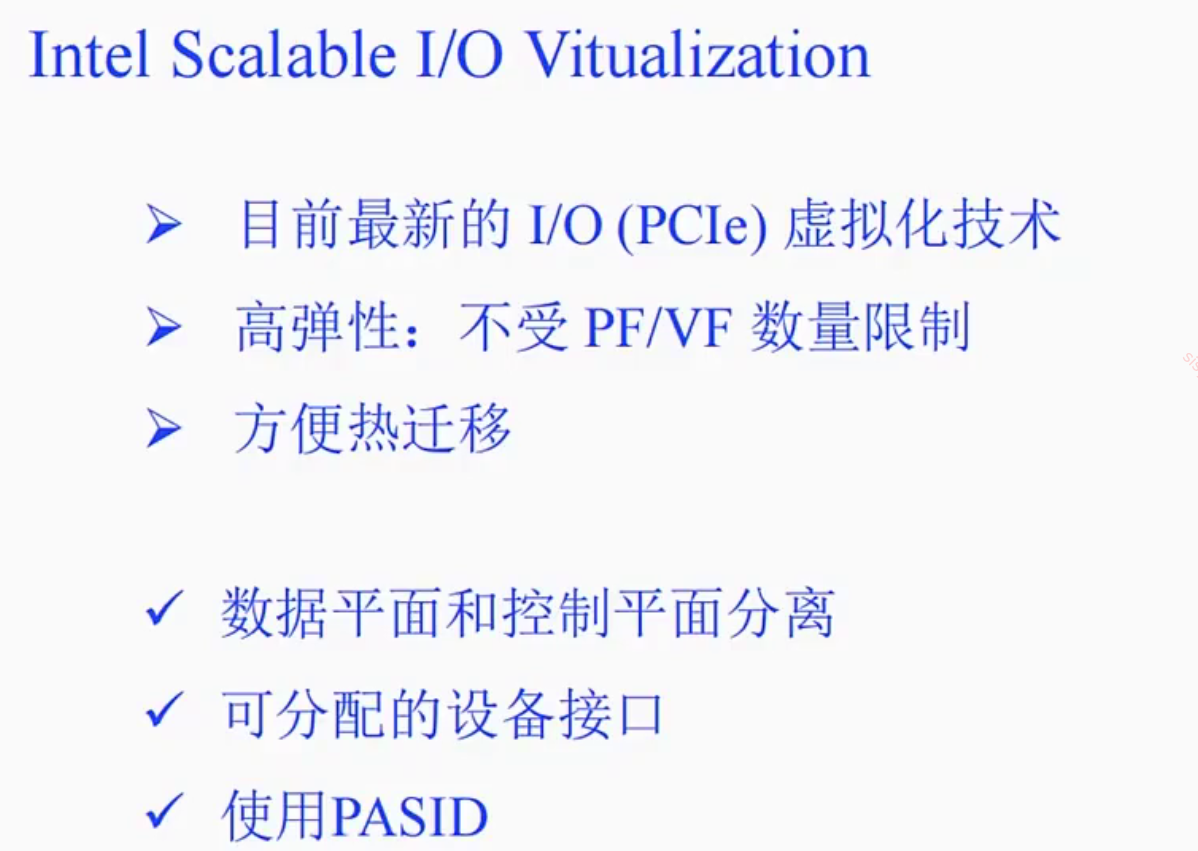 Intel Scalable I/O Vitualization
➢ 目前最新的 I/O (PCIe) 虚拟化技术
➢ 高弹性：不受 PF/VF 数量限制
➢ 方便热迁移
✓ 数据平面和控制平面分离
✓ 可分配的设备接口
✓ 使用PASID